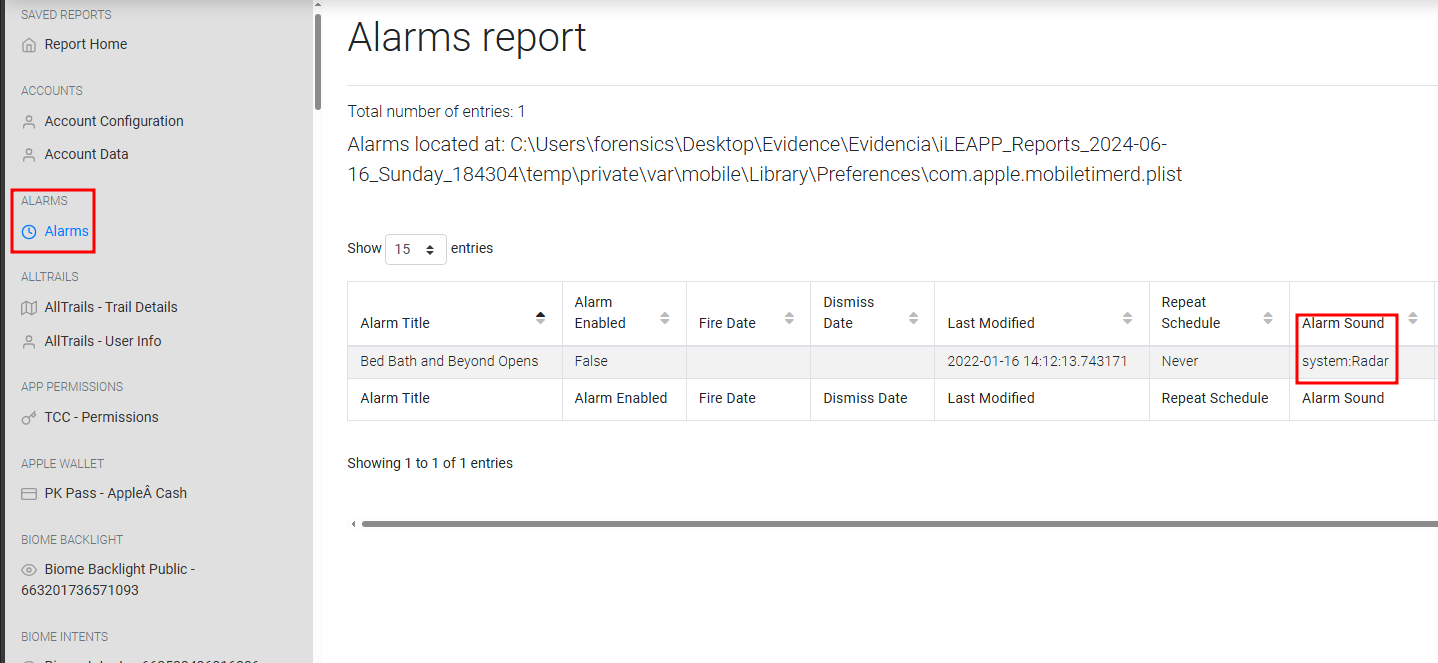 SAVED REPORTS
Report Home
ACCOUNTS
Account Configuration
Account Data
ALARMS
Alarms
ALLTRAILS
AllTrails - Trail Details
AllTrails - User Info
APP PERMISSIONS
TCC - Permissions
APPLE WALLET
PK Pass - AppleÂ Cash
BIOME BACKLIGHT
Biome Backlight Public -
663201736571093
BIOME INTENTS
Alarms report
Total number of entries: 1
Alarms located at: C:\Users\forensics\Desktop\Evidence\Evidencia\iLEAPP_Reports_2024-06-
16_Sunday_184304\temp\private\var\mobile\Library\Preferences\com.apple.mobiletimerd.plist
Show 15 entries
Alarm Title Alarm Enabled Fire Date Dismiss Date Last Modified Repeat Schedule Alarm Sound
Bed Bath and Beyond Opens False 2022-01-16 14:12:13.743171 Never system:Radar
Alarm Title Alarm Enabled Fire Date Dismiss Date Last Modified Repeat Schedule Alarm Sound
Showing 1 to 1 of 1 entries